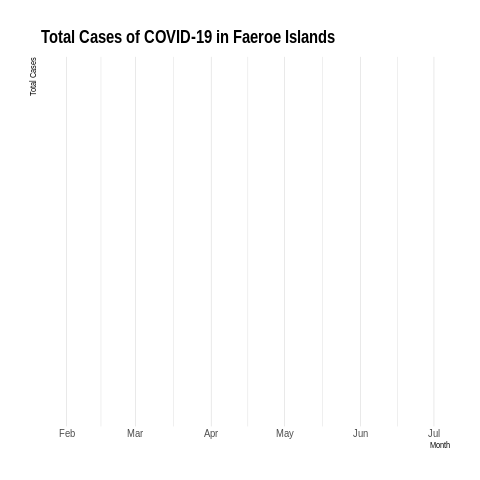 Total Cases of COVID-19 in Faeroe Islands
Total Cases
Feb Mar Apr May Jun Jul
Month